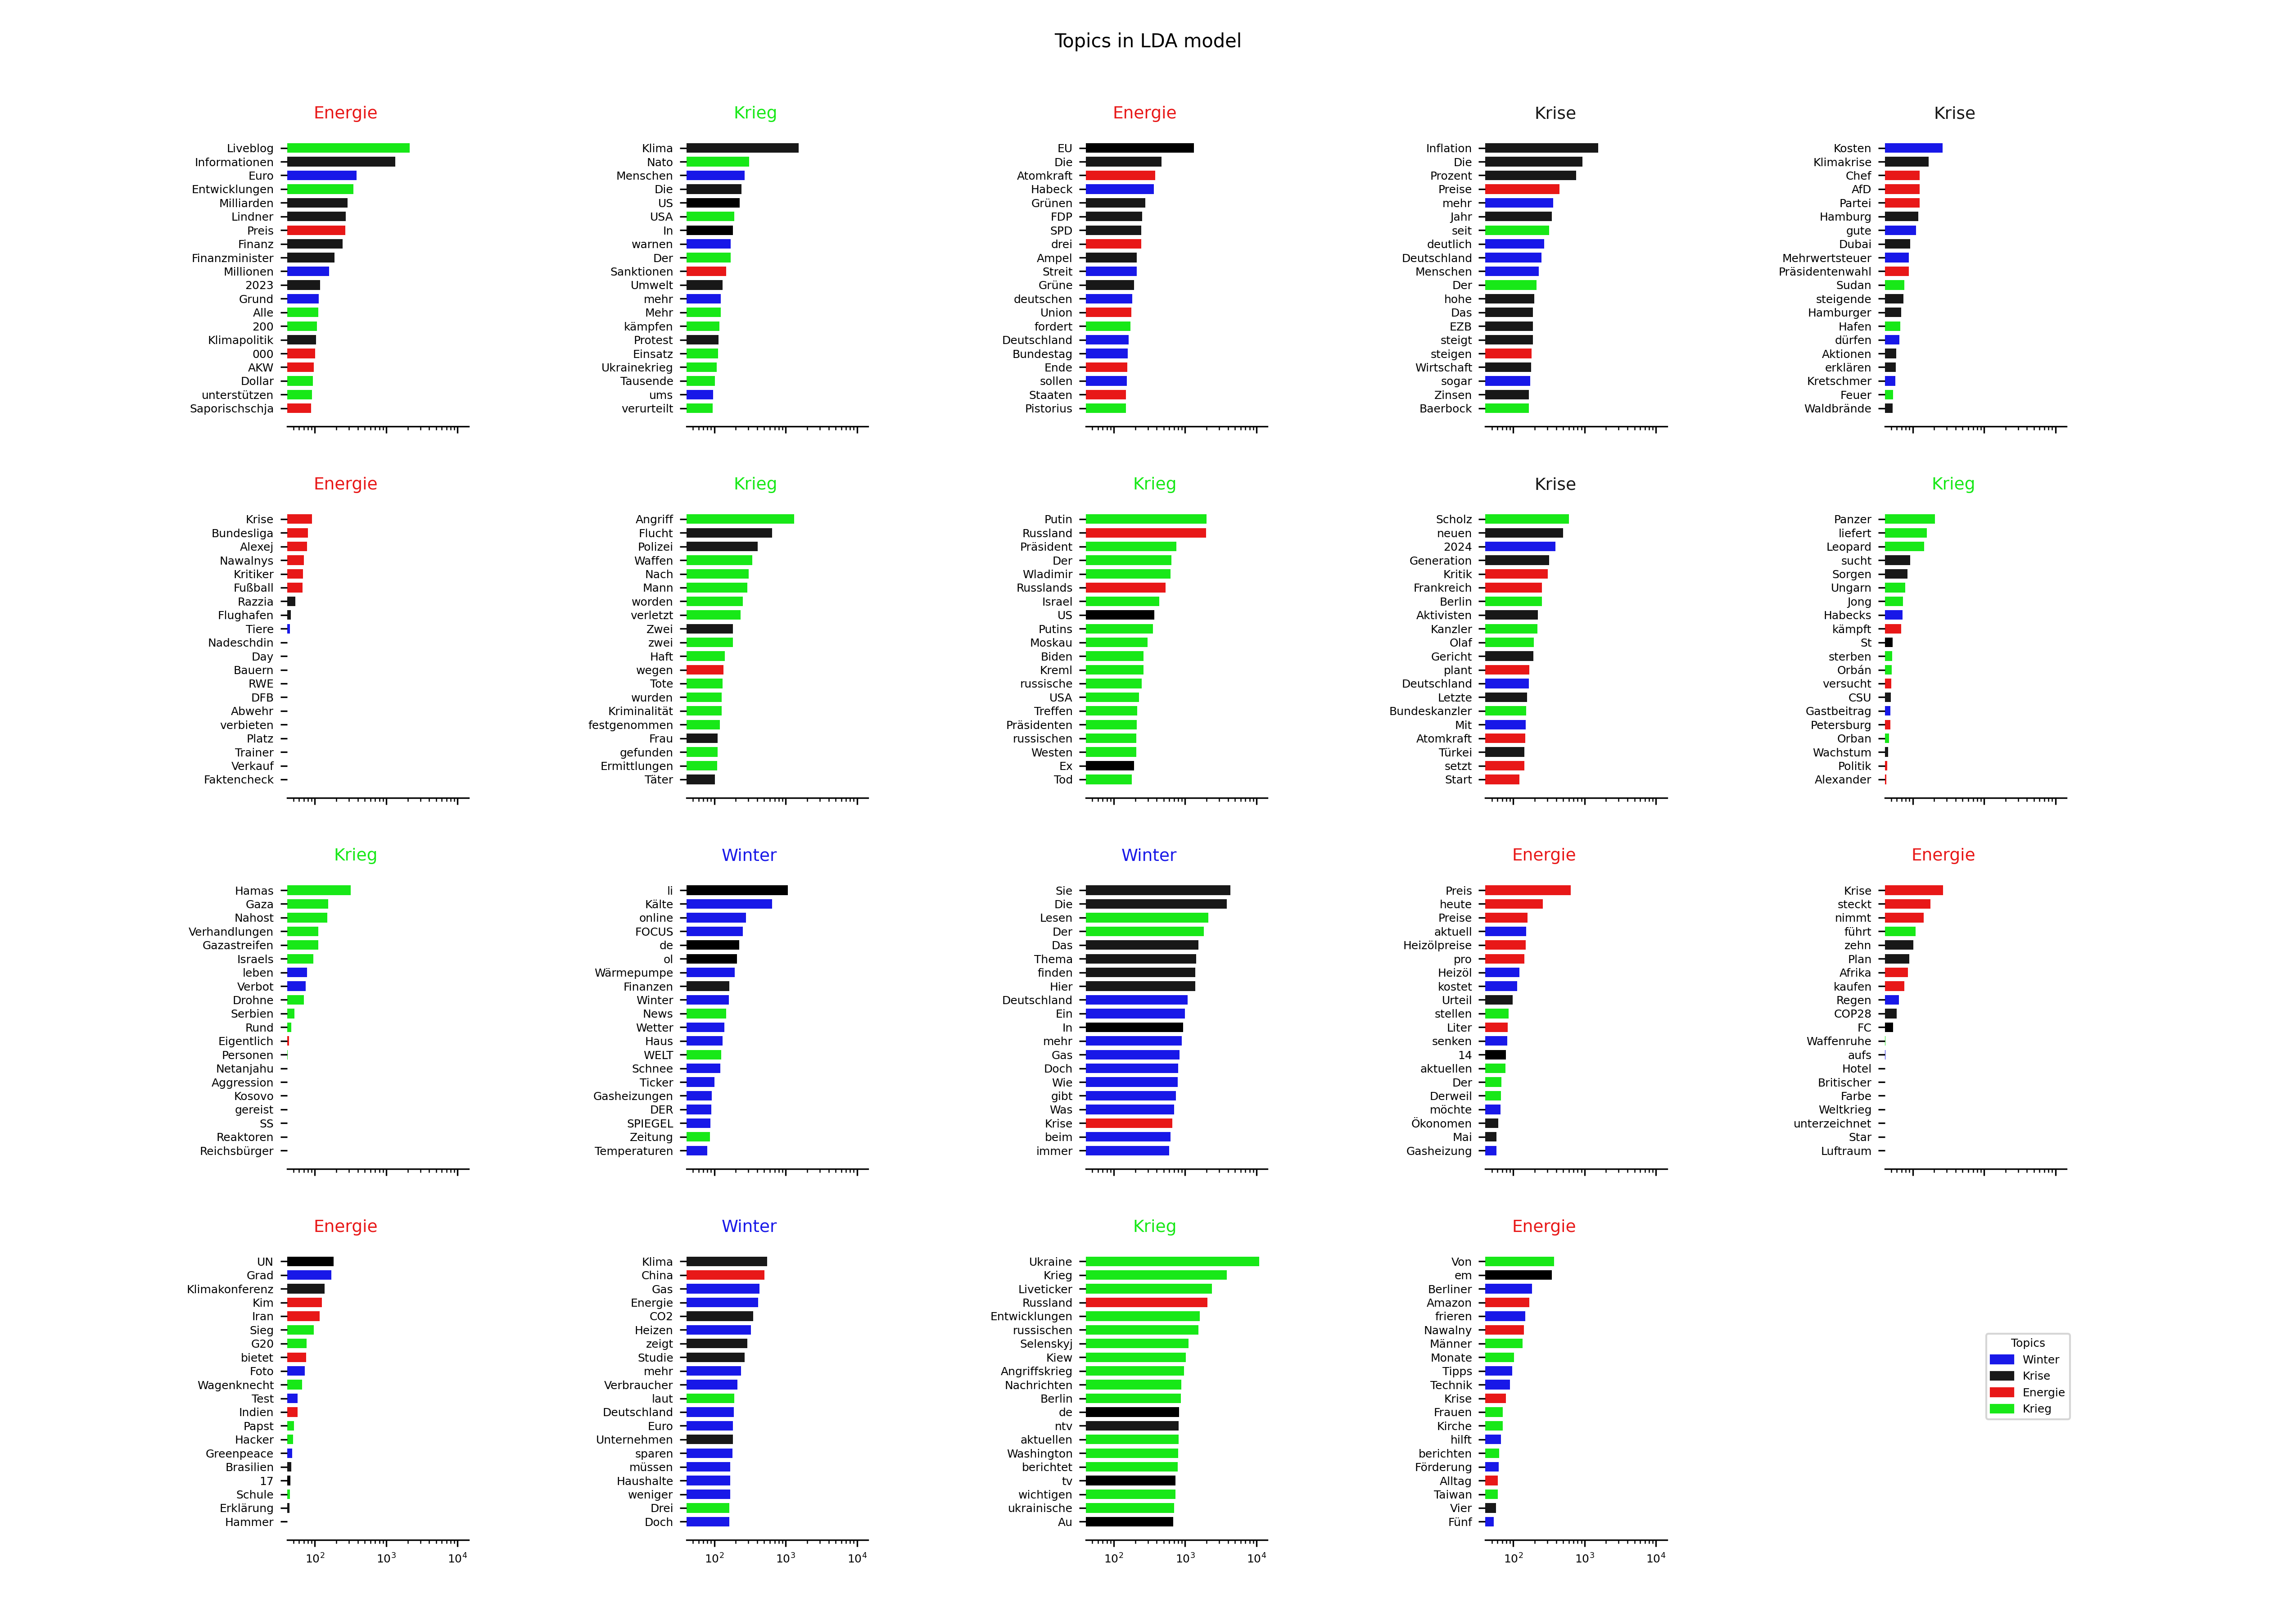 Topics in LDA model
Energie
Liveblog
Informationen
Euro
Entwicklungen
Milliarden
Lindner
Preis
Finanz
Finanzminister
Millionen
2023
Grund
Alle
200
Klimapolitik
000
AKW
Dollar
unterstützen
Saporischschja
Krieg
Klima
Nato
Menschen
Die
US
USA
In
warnen
Der
Sanktionen
Umwelt
mehr
Mehr
kämpfen
Protest
Einsatz
Ukrainekrieg
Tausende
ums
verurteilt
Energie
EU
Die
Atomkraft
Habeck
Grünen
FDP
SPD
drei
Ampel
Streit
Grüne
deutschen
Union
fordert
Deutschland
Bundestag
Ende
sollen
Staaten
Pistorius
Krise
Inflation
Die
Prozent
Preise
mehr
Jahr
seit
deutlich
Deutschland
Menschen
Der
hohe
Das
EZB
steigt
steigen
Wirtschaft
sogar
Zinsen
Baerbock
Krise
Kosten
Klimakrise
Chef
AfD
Partei
Hamburg
gute
Dubai
Mehrwertsteuer
Präsidentenwahl
Sudan
steigende
Hamburger
Hafen
dürfen
Aktionen
erklären
Kretschmer
Feuer
Waldbrände
Energie
Krise
Bundesliga
Alexej
Nawalnys
Kritiker
Fußball
Razzia
Flughafen
Tiere
Nadeschdin
Day
Bauern
RWE
DFB
Abwehr
verbieten
Platz
Trainer
Verkauf
Faktencheck
Krieg
Angriff
Flucht
Polizei
Waffen
Nach
Mann
worden
verletzt
Zwei
zwei
Haft
wegen
Tote
wurden
Kriminalität
festgenommen
Frau
gefunden
Ermittlungen
Täter
Krieg
Putin
Russland
Präsident
Der
Wladimir
Russlands
Israel
US
Putins
Moskau
Biden
Kreml
russische
USA
Treffen
Präsidenten
russischen
Westen
Ex
Tod
Krise
Scholz
neuen
2024
Generation
Kritik
Frankreich
Berlin
Aktivisten
Kanzler
Olaf
Gericht
plant
Deutschland
Letzte
Bundeskanzler
Mit
Atomkraft
Türkei
setzt
Start
Krieg
Panzer
liefert
Leopard
sucht
Sorgen
Ungarn
Jong
Habecks
kämpft
St
sterben
Orbán
versucht
CSU
Gastbeitrag
Petersburg
Orban
Wachstum
Politik
Alexander
Krieg
Hamas
Gaza
Nahost
Verhandlungen
Gazastreifen
Israels
leben
Verbot
Drohne
Serbien
Rund
Eigentlich
Personen
Netanjahu
Aggression
Kosovo
gereist
SS
Reaktoren
Reichsbürger
Winter
li
Kälte
online
FOCUS
de
ol
Wärmepumpe
Finanzen
Winter
News
Wetter
Haus
WELT
Schnee
Ticker
Gasheizungen
DER
SPIEGEL
Zeitung
Temperaturen
Winter
Sie
Die
Lesen
Der
Das
Thema
finden
Hier
Deutschland
Ein
In
mehr
Gas
Doch
Wie
gibt
Was
Krise
beim
immer
Energie
Preis
heute
Preise
aktuell
Heizölpreise
pro
Heizöl
kostet
Urteil
stellen
Liter
senken
14
aktuellen
Der
Derweil
möchte
Ökonomen
Mai
Gasheizung
Energie
Krise
steckt
nimmt
führt
zehn
Plan
Afrika
kaufen
Regen
COP28
FC
Waffenruhe
aufs
Hotel
Britischer
Farbe
Weltkrieg
unterzeichnet
Star
Luftraum
Energie
UN
Grad
Klimakonferenz
Kim
Iran
Sieg
G20
bietet
Foto
Wagenknecht
Test
Indien
Papst
Hacker
Greenpeace
Brasilien
17
Schule
Erklärung
Hammer
10² 10³ 10⁴
Winter
Klima
China
Gas
Energie
CO2
Heizen
zeigt
Studie
mehr
Verbraucher
laut
Deutschland
Euro
Unternehmen
sparen
müssen
Haushalte
weniger
Drei
Doch
10² 10³ 10⁴
Krieg
Ukraine
Krieg
Liveticker
Russland
Entwicklungen
russischen
Selenskyj
Kiew
Angriffskrieg
Nachrichten
Berlin
de
ntv
aktuellen
Washington
berichtet
tv
wichtigen
ukrainische
Au
10² 10³ 10⁴
Energie
Von
em
Berliner
Amazon
frieren
Nawalny
Männer
Monate
Tipps
Technik
Krise
Frauen
Kirche
hilft
berichten
Förderung
Alltag
Taiwan
Vier
Fünf
10² 10³ 10⁴
Topics
Winter
Krise
Energie
Krieg